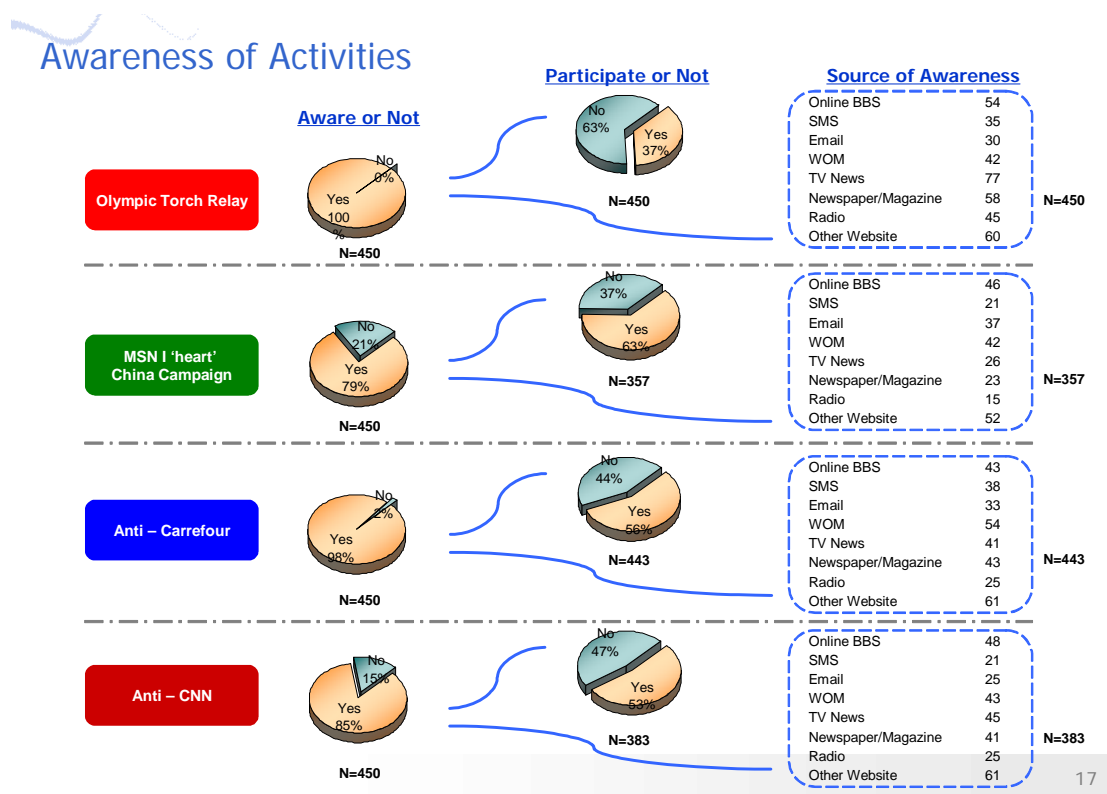 Awareness of Activities
Aware or Not
Participate or Not
Source of Awareness
Olympic Torch Relay
No
0%
Yes
100
%
N=450
No
63%
Yes
37%
N=450
Online BBS 54
SMS 35
Email 30
WOM 42
TV News 77
Newspaper/Magazine 58
Radio 45
Other Website 60
N=450
MSN I ‘heart’
China Campaign
No
21%
Yes
79%
N=450
No
37%
Yes
63%
N=357
Online BBS 46
SMS 21
Email 37
WOM 42
TV News 26
Newspaper/Magazine 23
Radio 15
Other Website 52
N=357
Anti – Carrefour
No
2%
Yes
98%
N=450
No
44%
Yes
56%
N=443
Online BBS 43
SMS 38
Email 33
WOM 54
TV News 41
Newspaper/Magazine 43
Radio 25
Other Website 61
N=443
Anti – CNN
No
15%
Yes
85%
N=450
No
47%
Yes
53%
N=383
Online BBS 48
SMS 21
Email 25
WOM 43
TV News 45
Newspaper/Magazine 41
Radio 25
Other Website 61
N=383
17